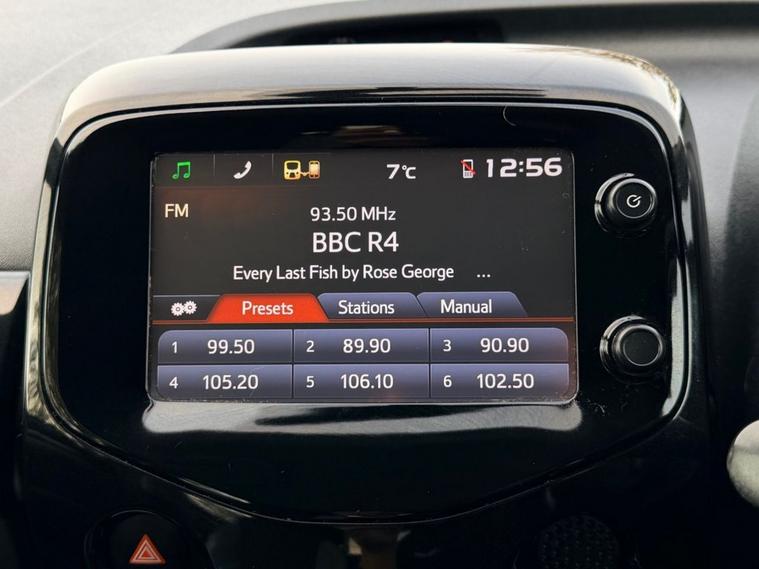 7°C 12:56
FM
93.50 MHz
BBC R4
Every Last Fish by Rose George ...
Presets Stations Manual
1 99.50 2 89.90 3 90.90
4 105.20 5 106.10 6 102.50